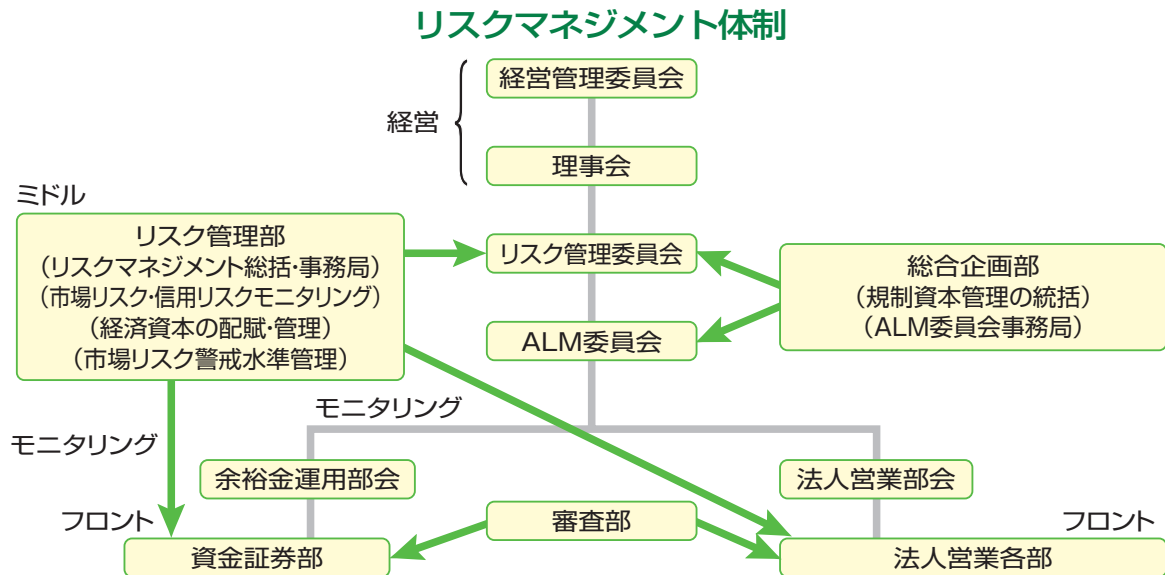 リスクマネジメント体制
経営管理委員会
経営
理事会
ミドル
リスク管理部
（リスクマネジメント総括・事務局）
（市場リスク・信用リスクモニタリング）
（経済資本の配賦・管理）
（市場リスク警戒水準管理）
リスク管理委員会
総合企画部
（規制資本管理の統括）
（ALM委員会事務局）
ALM委員会
モニタリング
モニタリング
余裕金運用部会
法人営業部会
フロント
審査部
フロント
資金証券部
法人営業各部